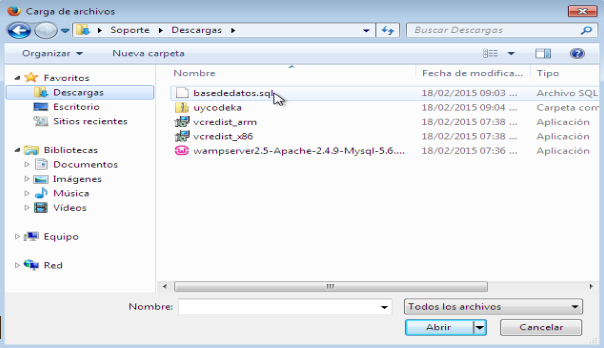 Carga de archivos
Soporte Descargas
Buscar Descargas
Organizar
Nueva carpeta
Nombre Fecha de modifica... Tipo
basededatos.sql 18/02/2015 09:03 ... Archivo SQL
uycodeka 18/02/2015 09:04 ... Carpeta com
vcredist_arm 18/02/2015 07:38 ... Aplicación
vcredist_x86 18/02/2015 07:38 ... Aplicación
wampserver2.5-Apache-2.4.9-Mysql-5.6.... 18/02/2015 07:36 ... Aplicación
Favoritos
Descargas
Escritorio
Sitios recientes
Bibliotecas
Documentos
Imágenes
Música
Vídeos
Equipo
Red
Nombre:
Todos los archivos
Abrir
Cancelar